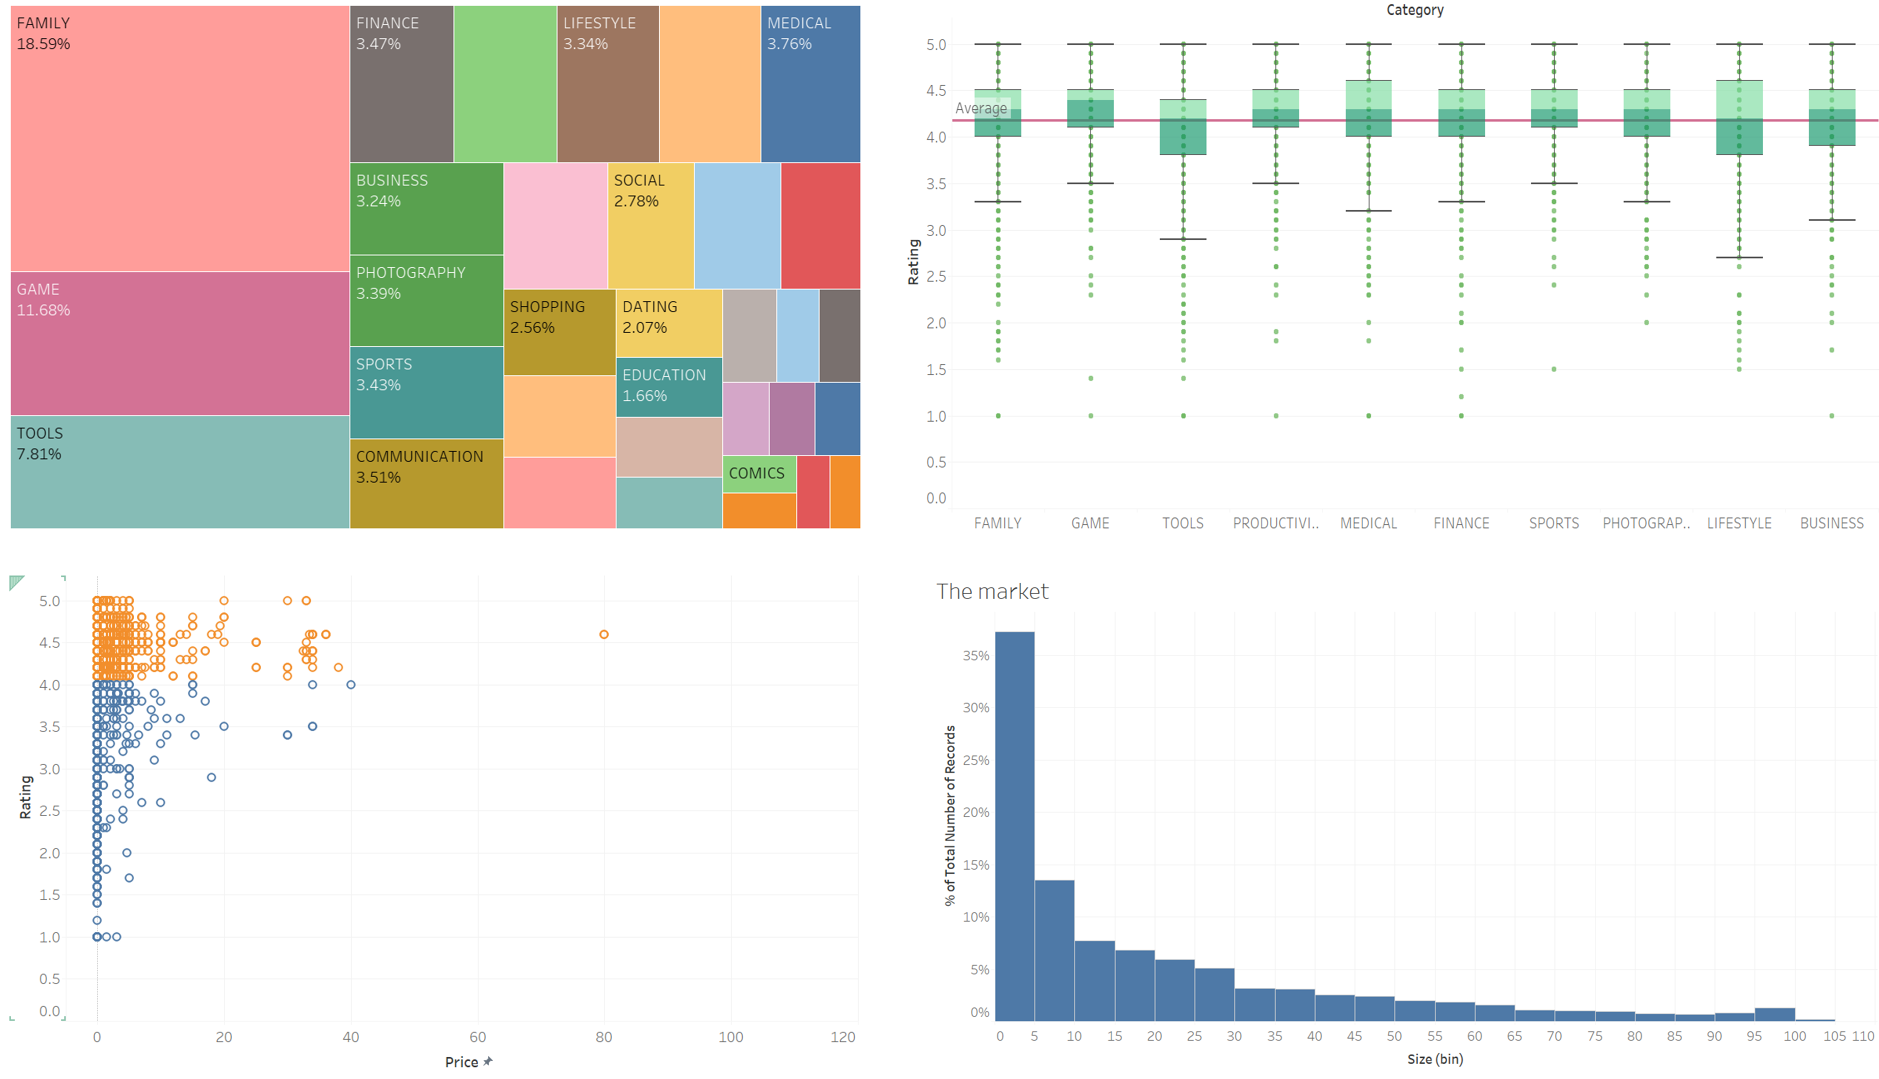 FAMILY
18.59%
GAME
11.68%
TOOLS
7.81%
FINANCE
3.47%
LIFESTYLE
3.34%
MEDICAL
3.76%
BUSINESS
3.24%
PHOTOGRAPHY
3.39%
SPORTS
3.43%
COMMUNICATION
3.51%
SOCIAL
2.78%
SHOPPING
2.56%
DATING
2.07%
EDUCATION
1.66%
COMICS
Category
Rating
5.0
4.5
4.0
3.5
3.0
2.5
2.0
1.5
1.0
0.5
0.0
Average
FAMILY GAME TOOLS PRODUCTIVI.. MEDICAL FINANCE SPORTS PHOTOGRAP.. LIFESTYLE BUSINESS
Rating
5.0
4.5
4.0
3.5
3.0
2.5
2.0
1.5
1.0
0.5
0.0
0 20 40 60 80 100 120
Price
The market
% of Total Number of Records
35%
30%
25%
20%
15%
10%
5%
0%
0 5 10 15 20 25 30 35 40 45 50 55 60 65 70 75 80 85 90 95 100 105 110
Size (bin)